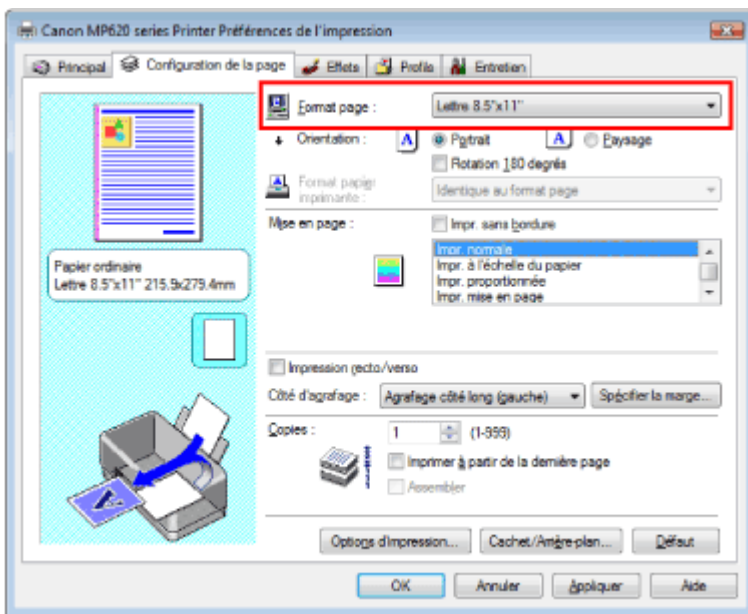 Canon MP620 series Printer Préférences de l'impression
Principal Configuration de la page Effets Profils Entretien
Format page : Lettre 8.5"x11"
Orientation : A Portrait A Paysage
Rotation 180 degrés
Format papier imprimante : Identique au format page
Mise en page : Impr. sans bordure
Impr. normale
Impr. à l'échelle du papier
Impr. proportionnée
Impr. mise en page
Papier ordinaire
Lettre 8.5"x11" 215.9x279.4mm
Impression recto/verso
Côté d'agrafage : Agrafage côté long (gauche) Spécifier la marge...
Copies : 1 (1-999)
Imprimer à partir de la dernière page
Assembler
Options d'impression... Cachet/Arrière-plan... Défaut
OK Annuler Appliquer Aide